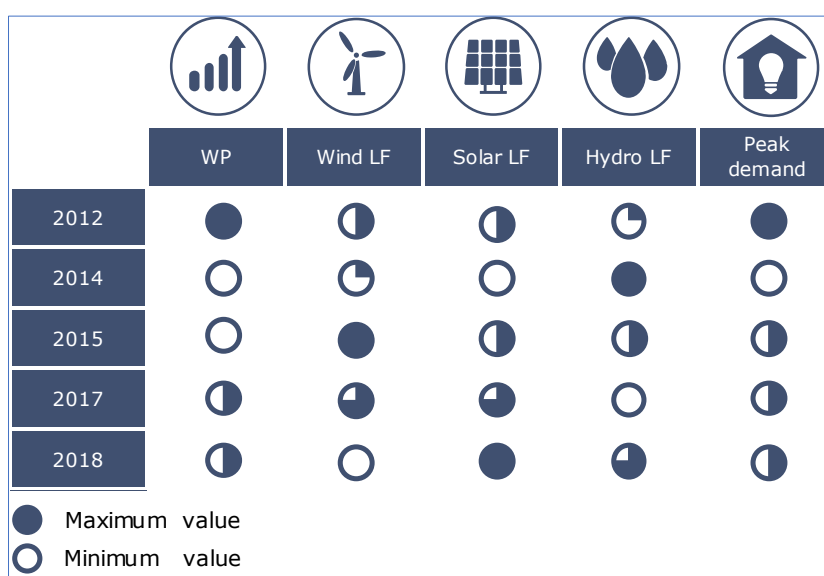 WP Wind LF Solar LF Hydro LF Peak
demand
2012
2014
2015
2017
2018
Maximum value
Minimum value